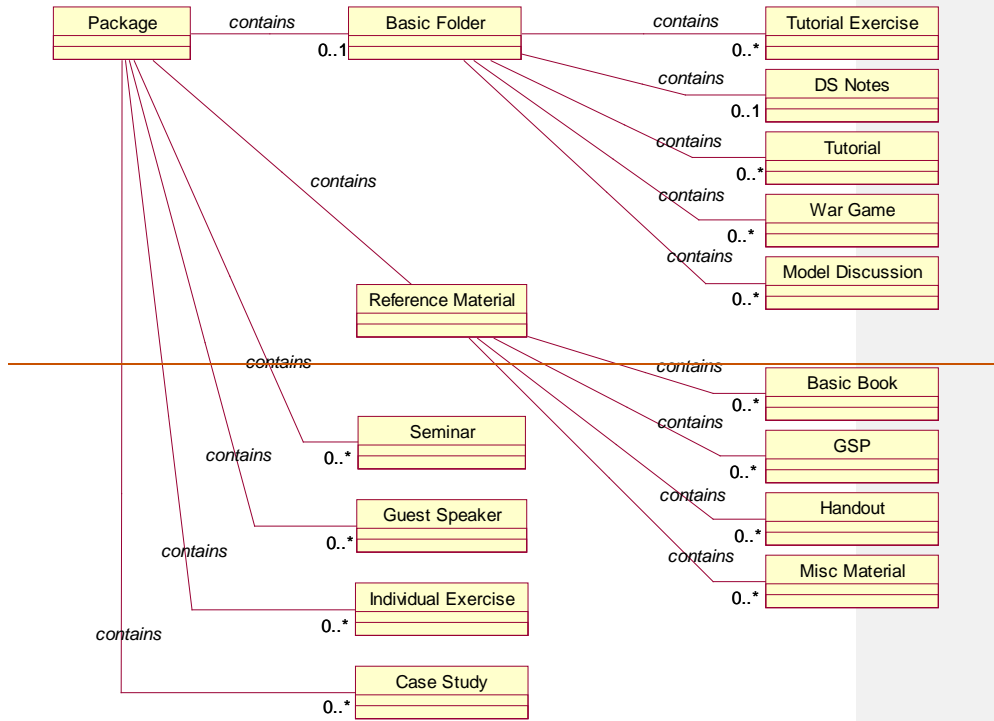 Package
contains
0..1
Basic Folder
contains
0..*
Tutorial Exercise
contains
0..1
DS Notes
contains
0..*
Tutorial
contains
0..*
War Game
contains
0..*
Model Discussion
contains
Reference Material
contains
0..*
Basic Book
contains
0..*
Seminar
contains
0..*
GSP
contains
0..*
Guest Speaker
contains
0..*
Handout
contains
0..*
Individual Exercise
contains
0..*
Misc Material
contains
0..*
Case Study